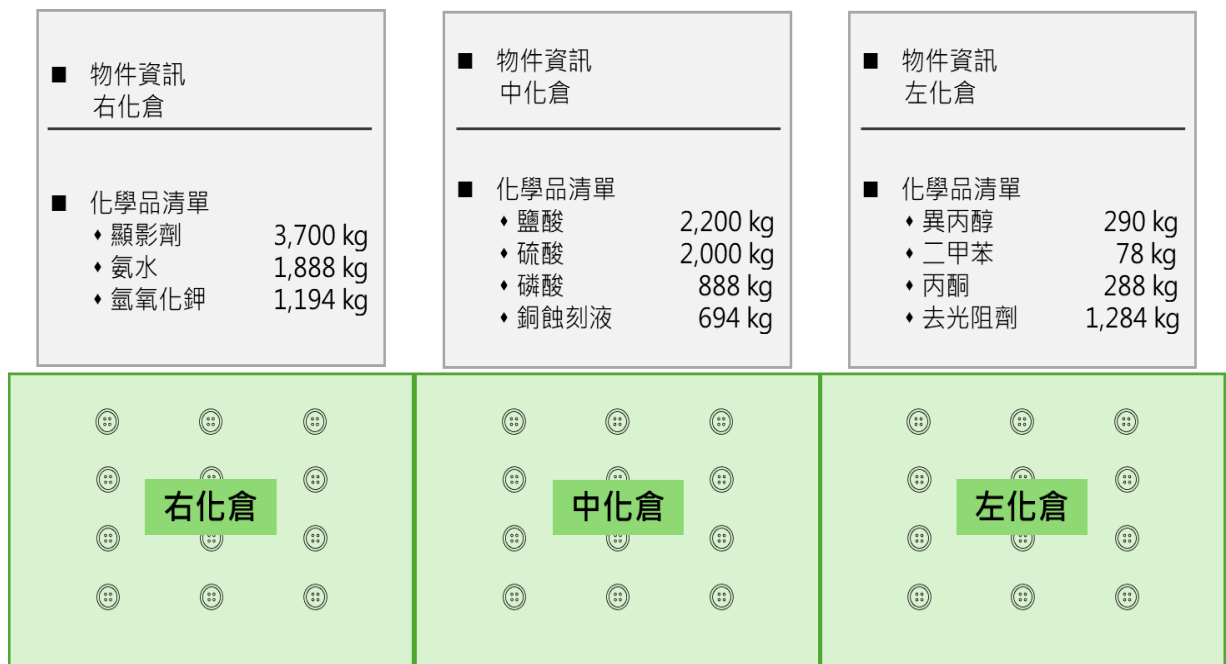 ■ 物件資訊
右化倉
■ 化學品清單
♦ 顯影劑 3,700 kg
♦ 氨水 1,888 kg
♦ 氫氧化鉀 1,194 kg
■ 物件資訊
中化倉
■ 化學品清單
♦ 鹽酸 2,200 kg
♦ 硫酸 2,000 kg
♦ 磷酸 888 kg
♦ 銅蝕刻液 694 kg
■ 物件資訊
左化倉
■ 化學品清單
♦ 異丙醇 290 kg
♦ 二甲苯 78 kg
♦ 丙酮 288 kg
♦ 去光阻劑 1,284 kg
右化倉
中化倉
左化倉